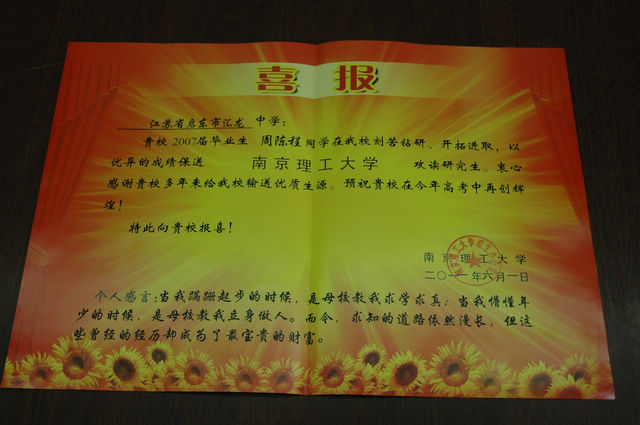 喜报
江苏省启东市汇龙 中学：
贵校 2007届毕业生 周陈程 同学在我校刻苦钻研、开拓进取，以
优异的成绩保送 南京理工大学 攻读研究生。衷心
感谢贵校多年来给我校输送优质生源。预祝贵校在今年高考中再创辉
煌！
特此向贵校报喜！
南京理工大学
二〇一一年六月一日
个人感言：当我蹒跚起步的时候，是母校教我求学求真；当我懵懂年
少的时候，是母校教我立身做人。而今，求知的道路依然漫长，但这
些曾经的经历却成为了最宝贵的财富。